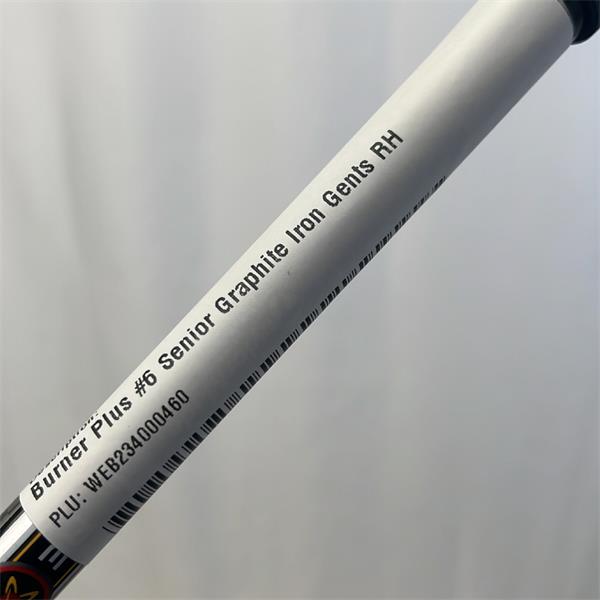 Burner Plus #6 Senior Graphite Iron Gents RH
PLU: WEB234000460